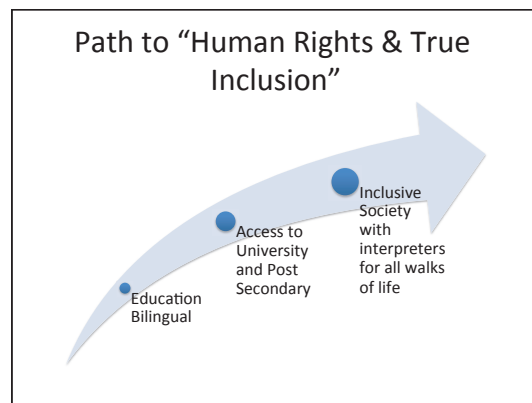 Path to “Human Rights & True
Inclusion”
Education
Bilingual
Access to
University
and Post
Secondary
Inclusive
Society
with
interpreters
for all walks
of life